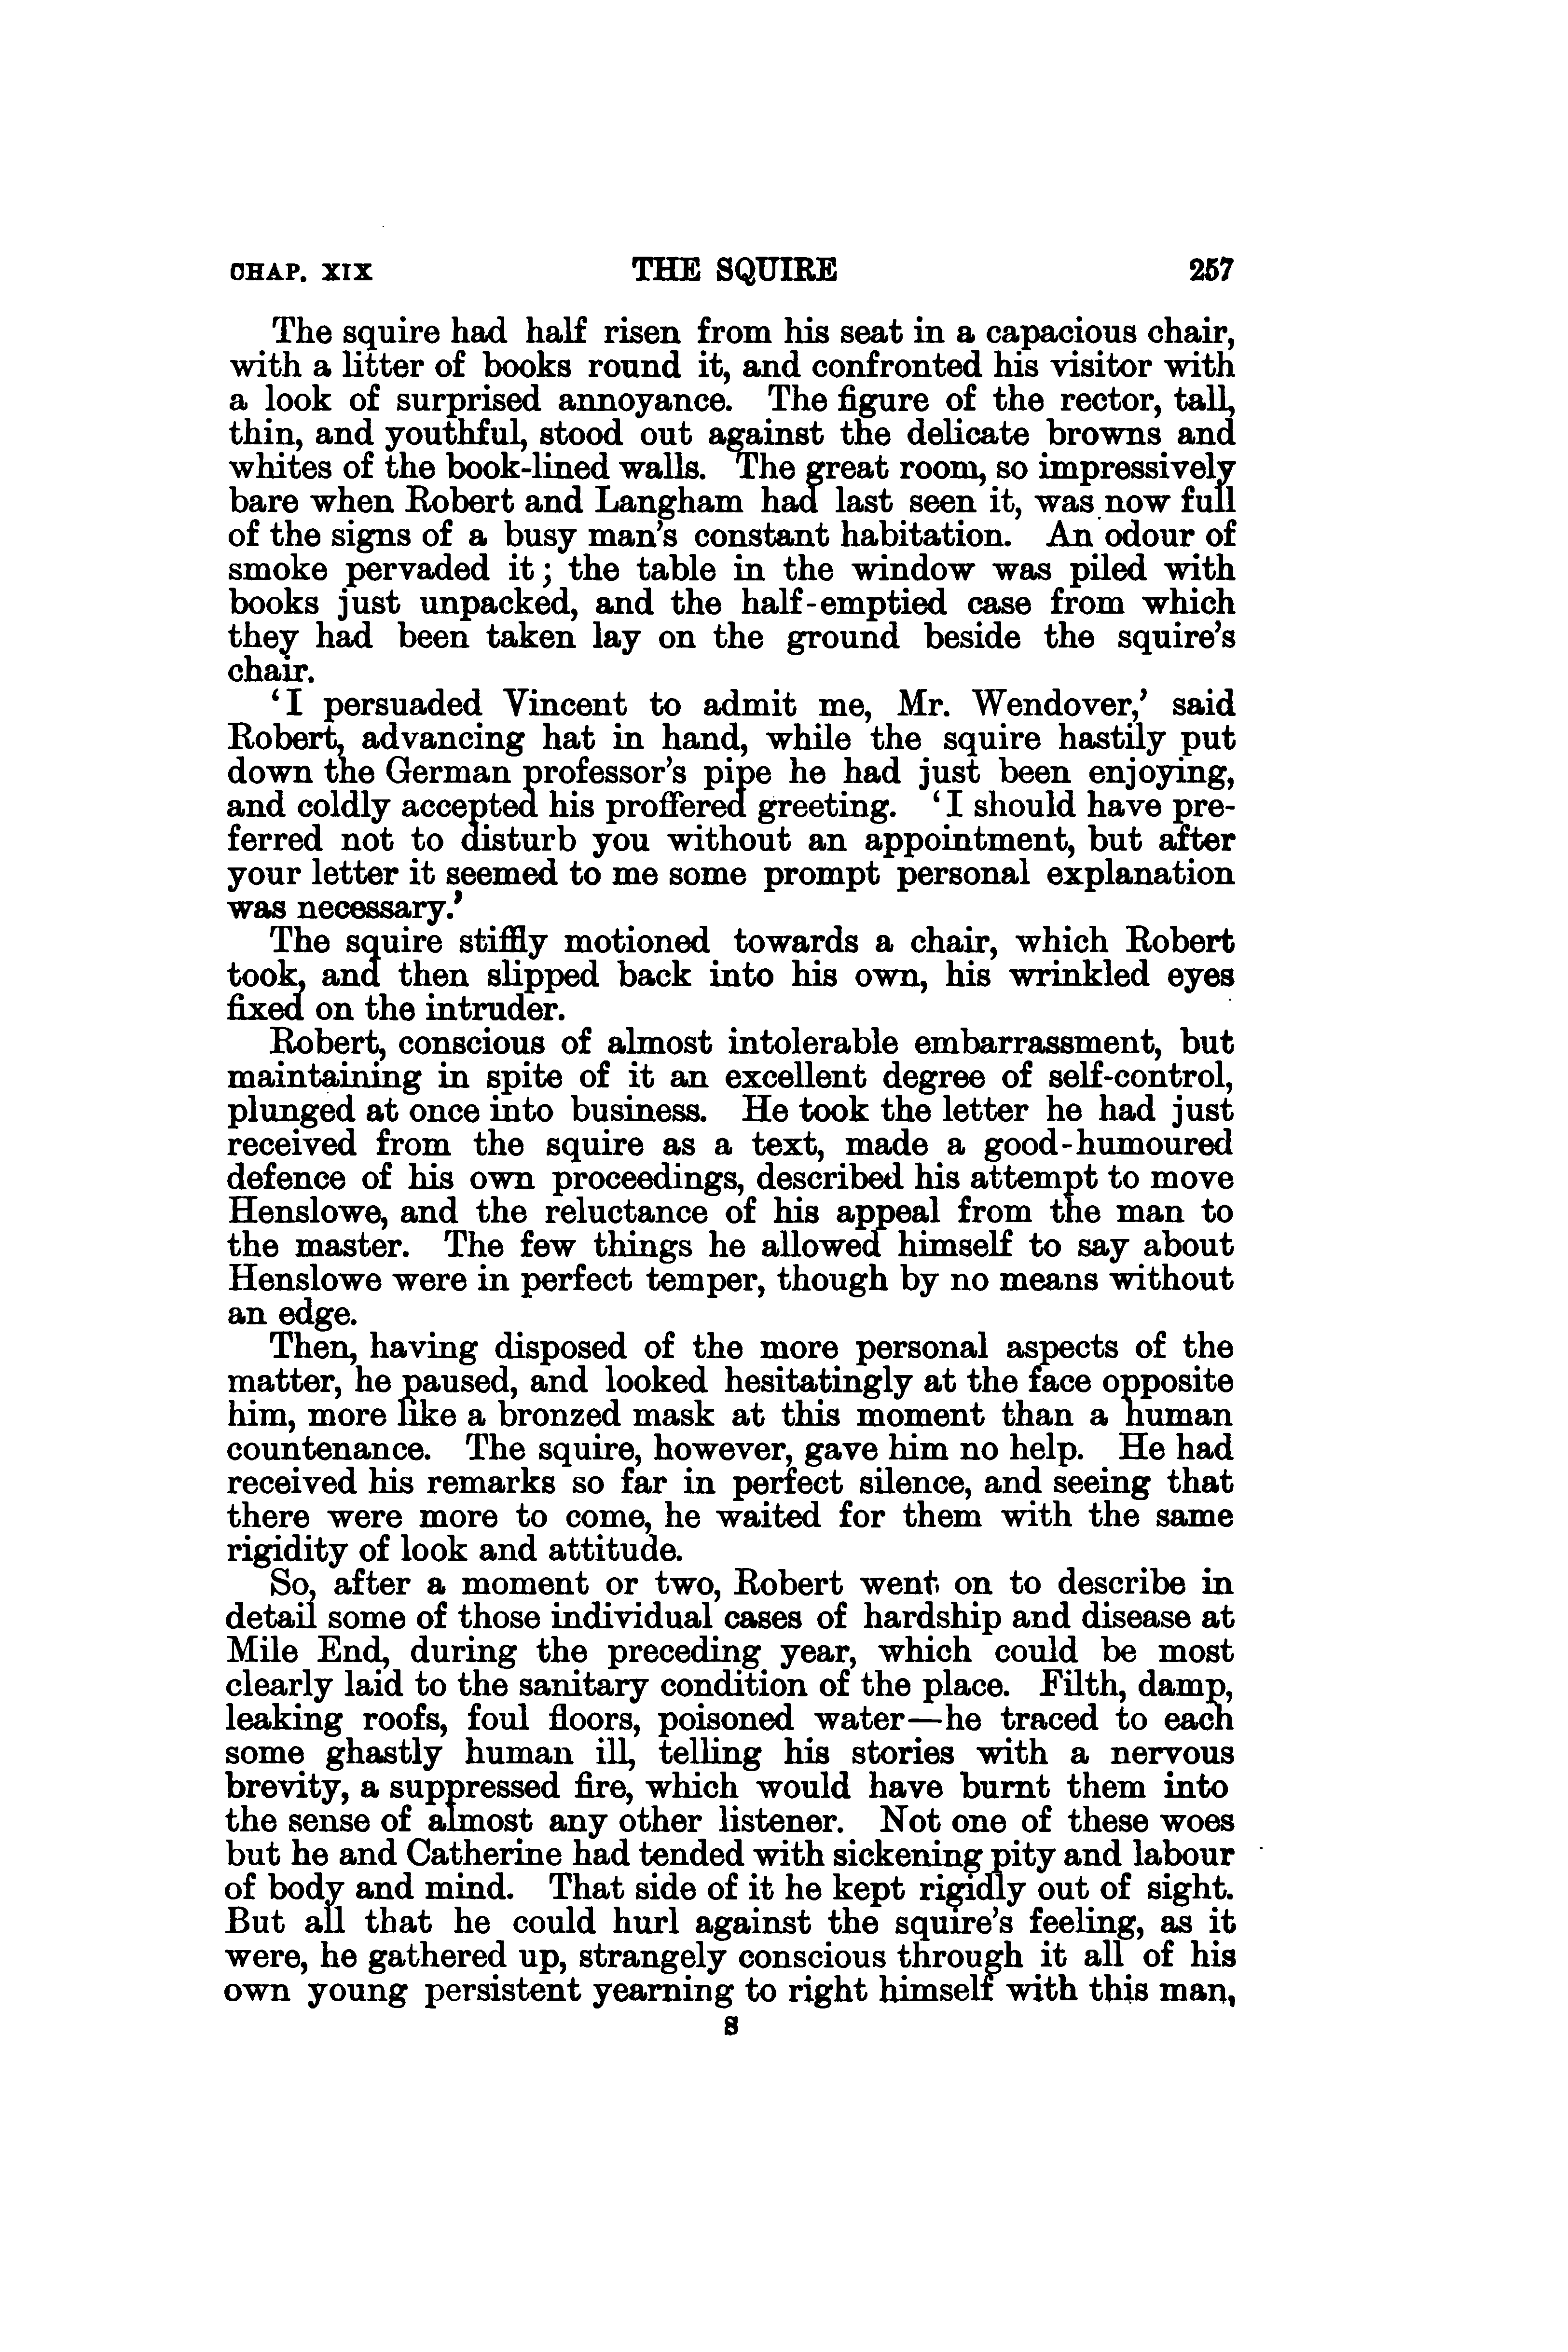 CHAP. XIX THE SQUIRE 257
The squire had half risen from his seat in a capacious chair,
with a litter of books round it, and confronted his visitor with
a look of surprised annoyance. The figure of the rector, tall,
thin, and youthful, stood out against the delicate browns and
whites of the book-lined walls. The great room, so impressively
bare when Robert and Langham had last seen it, was now full
of the signs of a busy man's constant habitation. An odour of
smoke pervaded it; the table in the window was piled with
books just unpacked, and the half-emptied case from which
they had been taken lay on the ground beside the squire's
chair.
'I persuaded Vincent to admit me, Mr. Wendover,' said
Robert, advancing hat in hand, while the squire hastily put
down the German professor's pipe he had just been enjoying,
and coldly accepted his proffered greeting. 'I should have pre-
ferred not to disturb you without an appointment, but after
your letter it seemed to me some prompt personal explanation
was necessary.'
The squire stiffly motioned towards a chair, which Robert
took, and then slipped back into his own, his wrinkled eyes
fixed on the intruder.
Robert, conscious of almost intolerable embarrassment, but
maintaining in spite of it an excellent degree of self-control,
plunged at once into business. He took the letter he had just
received from the squire as a text, made a good-humoured
defence of his own proceedings, described his attempt to move
Henslowe, and the reluctance of his appeal from the man to
the master. The few things he allowed himself to say about
Henslowe were in perfect temper, though by no means without
an edge.
Then, having disposed of the more personal aspects of the
matter, he paused, and looked hesitatingly at the face opposite
him, more like a bronzed mask at this moment than a human
countenance. The squire, however, gave him no help. He had
received his remarks so far in perfect silence, and seeing that
there were more to come, he waited for them with the same
rigidity of look and attitude.
So, after a moment or two, Robert went on to describe in
detail some of those individual cases of hardship and disease at
Mile End, during the preceding year, which could be most
clearly laid to the sanitary condition of the place. Filth, damp,
leaking roofs, foul floors, poisoned water—he traced to each
some ghastly human ill, telling his stories with a nervous
brevity, a suppressed fire, which would have burnt them into
the sense of almost any other listener. Not one of these woes
but he and Catherine had tended with sickening pity and labour
of body and mind. That side of it he kept rigidly out of sight.
But all that he could hurl against the squire's feeling, as it
were, he gathered up, strangely conscious through it all of his
own young persistent yearning to right himself with this man,
S